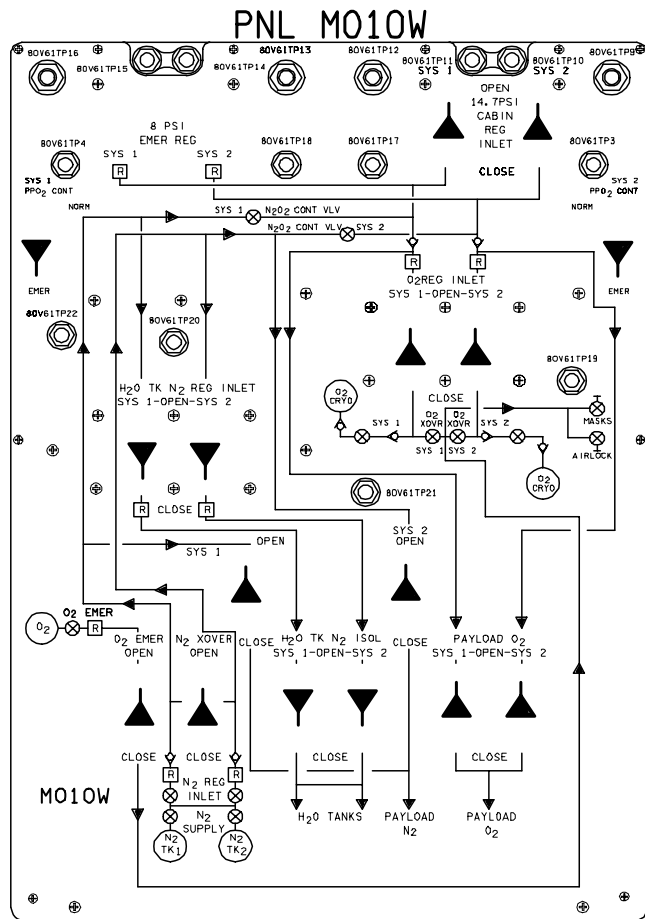 PNL MO10W
80V61TP16
80V61TP15
80V61TP13
80V61TP14
80V61TP12
80V61TP11
SYS 1
80V61TP10
SYS 2
80V61TP9
OPEN
14.7PSI
CABIN
REG
INLET
CLOSE
8 PSI
EMER REG
SYS 1
SYS 2
R
R
80V61TP4
SYS 1
PPO2 CONT
NORM
EMER
80V61TP18
80V61TP17
80V61TP3
SYS 2
PPO2 CONT
NORM
EMER
SYS 1
N2O2 CONT VLV
N2O2 CONT VLV
SYS 2
R
R
O2 REG INLET
SYS 1-OPEN-SYS 2
80V61TP22
80V61TP20
80V61TP19
H2O TK N2 REG INLET
SYS 1-OPEN-SYS 2
CLOSE
O2
CRYO
SYS 1
O2
XOVR
O2
XOVR
SYS 1
SYS 2
SYS 2
MASKS
AIRLOCK
O2
CRYO
80V61TP21
R
CLOSE
R
SYS 1
OPEN
SYS 2
OPEN
O2
O2 EMER
R
O2 EMER
OPEN
N2 XOVER
OPEN
CLOSE
H2O TK N2 ISOL
SYS 1-OPEN-SYS 2
CLOSE
PAYLOAD O2
SYS 1-OPEN-SYS 2
CLOSE
CLOSE
CLOSE
CLOSE
R
R
N2 REG
INLET
N2
SUPPLY
N2
TK1
N2
TK2
MO10W
H2O TANKS
PAYLOAD
N2
PAYLOAD
O2